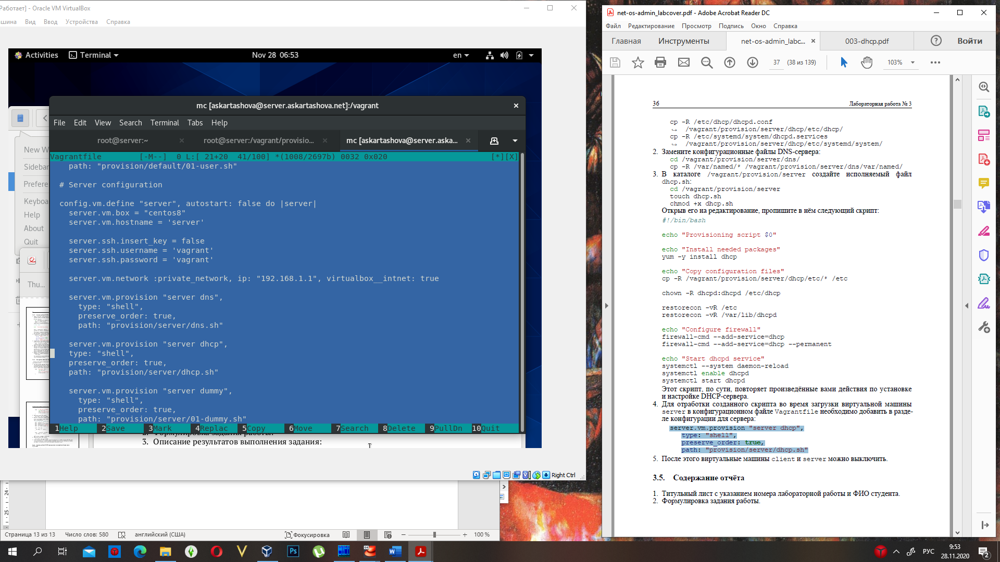 Работает] - Oracle VM VirtualBox
Вид Ввод Устройства Справка
Activities Terminal Nov 28 06:53 en
mc [askartashova@server.askartashova.net]:/vagrant
File Edit View Search Terminal Tabs Help
root@server:~ root@server:/vagrant/provisio... mc [askartashova@server.aska...
Vagrantfile [-M--] 0 L:[ 21+20 41/100] *(1008/2697b) 0032 0x020 [*][X]
path: "provision/default/01-user.sh"
# Server configuration
config.vm.define "server", autostart: false do |server|
server.vm.box = "centos8"
server.vm.hostname = 'server'
server.ssh.insert_key = false
server.ssh.username = 'vagrant'
server.ssh.password = 'vagrant'
server.vm.network :private_network, ip: "192.168.1.1", virtualbox__intnet: true
server.vm.provision "server dns",
type: "shell",
preserve_order: true,
path: "provision/server/dns.sh"
server.vm.provision "server dhcp",
type: "shell",
preserve_order: true,
path: "provision/server/dhcp.sh"
server.vm.provision "server dummy",
type: "shell",
preserve_order: true,
path: "provision/server/01-dummy.sh"
1Help 2Save 3Mark 4Replac 5Copy 6Move 7Search 8Delete 9PullDn 10Quit
New W
Sidebar
Prefere
Keyboa
Help
About
Quit
Thu...
3. Описание результатов выполнения задания:
Right Ctrl
Страница 13 из 13 Число слов: 580 английский (США) Фокусировка 100 %
net-os-admin_labcover.pdf - Adobe Acrobat Reader DC
Файл Редактирование Просмотр Подпись Окно Справка
Главная Инструменты net-os-admin_labc... 003-dhcp.pdf Войти
37 (38 из 139) 103%
36 Лабораторная работа № 3
cp -R /etc/dhcp/dhcpd.conf
↪ /vagrant/provision/server/dhcp/etc/dhcp/
cp -R /etc/systemd/system/dhcpd.services
↪ /vagrant/provision/server/dhcp/etc/systemd/system/
2. Замените конфигурационные файлы DNS-сервера:
cd /vagrant/provision/server/dns/
cp -R /var/named/* /vagrant/provision/server/dns/var/named/
3. В каталоге /vagrant/provision/server создайте исполняемый файл
dhcp.sh:
cd /vagrant/provision/server
touch dhcp.sh
chmod +x dhcp.sh
Открыв его на редактирование, пропишите в нём следующий скрипт:
#!/bin/bash
echo "Provisioning script $0"
echo "Install needed packages"
yum -y install dhcp
echo "Copy configuration files"
cp -R /vagrant/provision/server/dhcp/etc/* /etc
chown -R dhcpd:dhcpd /etc/dhcp
restorecon -vR /etc
restorecon -vR /var/lib/dhcpd
echo "Configure firewall"
firewall-cmd --add-service=dhcp
firewall-cmd --add-service=dhcp --permanent
echo "Start dhcpd service"
systemctl --system daemon-reload
systemctl enable dhcpd
systemctl start dhcpd
Этот скрипт, по сути, повторяет произведённые вами действия по установке
и настройке DHCP-сервера.
4. Для отработки созданного скрипта во время загрузки виртуальной машины
server в конфигурационном файле Vagrantfile необходимо добавить в разде-
ле конфигурации для сервера:
server.vm.provision "server dhcp",
type: "shell",
preserve_order: true,
path: "provision/server/dhcp.sh"
5. После этого виртуальные машины client и server можно выключить.
3.5. Содержание отчёта
1. Титульный лист с указанием номера лабораторной работы и ФИО студента.
2. Формулировка задания работы.
РУС 9:53
28.11.2020 2